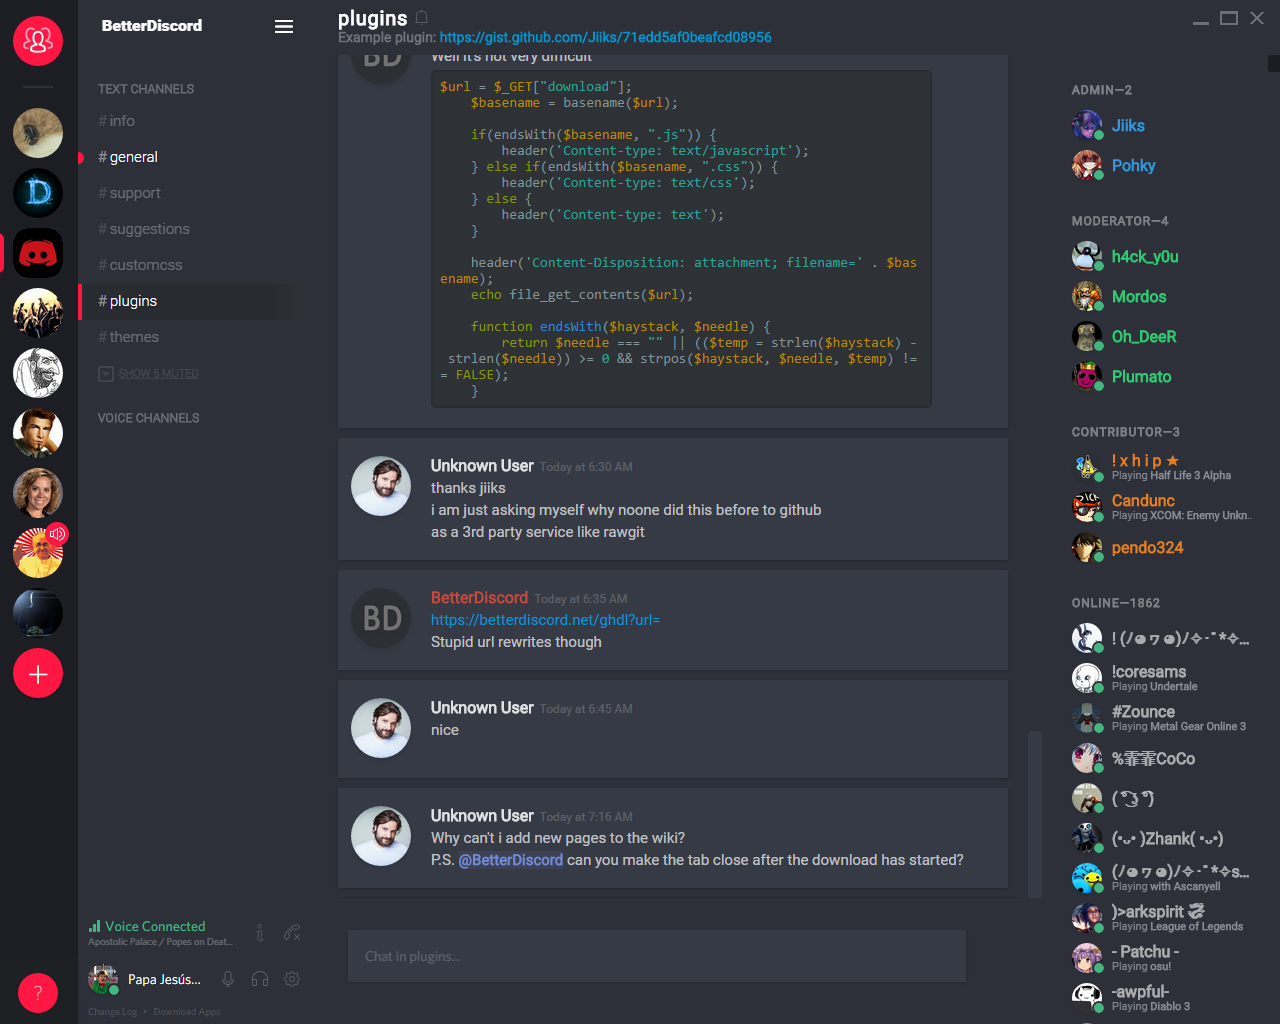 BetterDiscord
TEXT CHANNELS
#info
#general
#support
#suggestions
#customcss
#plugins
#themes
SHOW 5 MUTED
VOICE CHANNELS
Voice Connected
Apostolic Palace / Popes on Deat...
Papa Jesús...
Change Log • Download Apps
?
plugins
Example plugin: https://gist.github.com/Jiiks/71edd5af0beafcd08956
BD
Well it's not very difficult
$url = $_GET["download"];
    $basename = basename($url);
    if(endsWith($basename, ".js")) {
        header('Content-type: text/javascript');
    } else if(endsWith($basename, ".css")) {
        header('Content-type: text/css');
    } else {
        header('Content-type: text');
    }
    header('Content-Disposition: attachment; filename=' . $bas
ename);
    echo file_get_contents($url);
    function endsWith($haystack, $needle) {
        return $needle === "" || (($temp = strlen($haystack) -
 strlen($needle)) >= 0 && strpos($haystack, $needle, $temp) !=
= FALSE);
    }
Unknown User Today at 6:30 AM
thanks jiiks
i am just asking myself why noone did this before to github
as a 3rd party service like rawgit
BD
BetterDiscord Today at 6:35 AM
https://betterdiscord.net/ghdl?url=
Stupid url rewrites though
Unknown User Today at 6:45 AM
nice
Unknown User Today at 7:16 AM
Why can't i add new pages to the wiki?
P.S. @BetterDiscord can you make the tab close after the download has started?
Chat in plugins...
ADMIN—2
Jiiks
Pohky
MODERATOR—4
h4ck_y0u
Mordos
Oh_DeeR
Plumato
CONTRIBUTOR—3
! x h i p ★
Playing Half Life 3 Alpha
Candunc
Playing XCOM: Enemy Unkn..
pendo324
ONLINE—1862
! (ﾉ◕ヮ◕)ﾉ✧･ﾟ*✧...
!coresams
Playing Undertale
#Zounce
Playing Metal Gear Online 3
%霏霏CoCo
( ͡° ͜ʖ ͡°)
(•ᴗ• )Zhank( •ᴗ•)
(ﾉ◕ヮ◕)ﾉ✧･ﾟ*✧s...
Playing with Ascanyell
)>arkspirit
Playing League of Legends
- Patchu -
Playing osu!
-awpful-
Playing Diablo 3